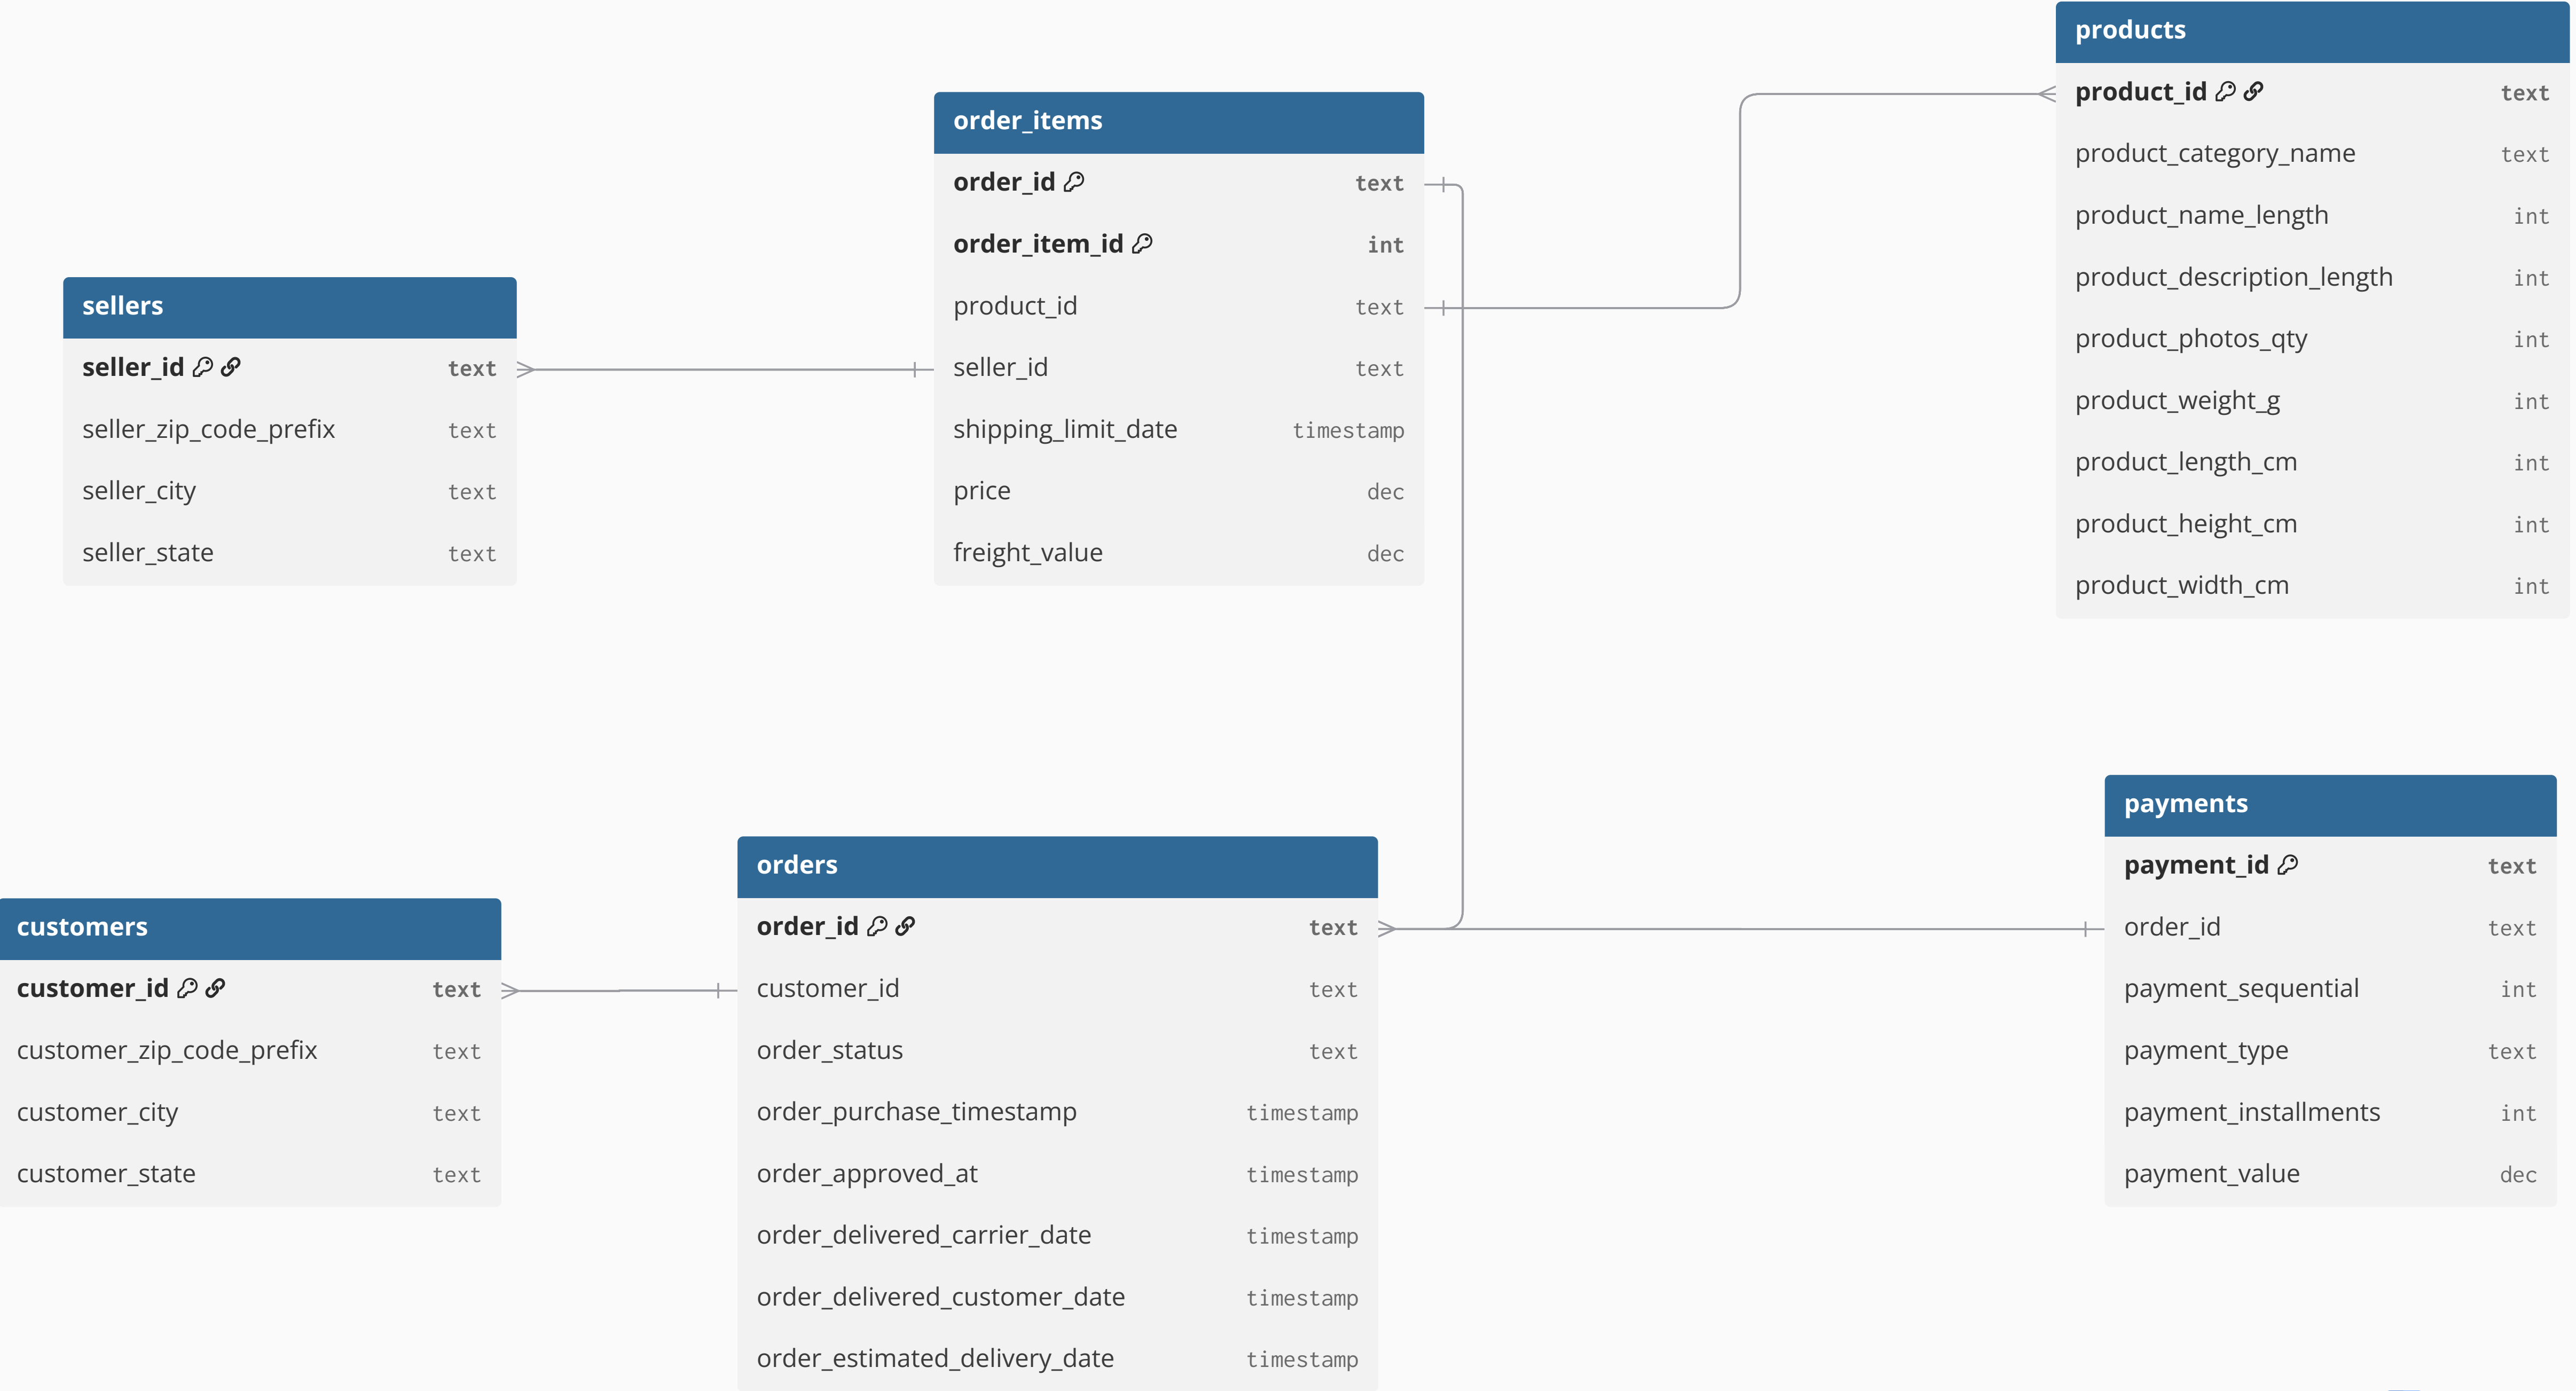 products
product_id text
product_category_name text
product_name_length int
product_description_length int
product_photos_qty int
product_weight_g int
product_length_cm int
product_height_cm int
product_width_cm int
order_items
order_id text
order_item_id int
product_id text
seller_id text
shipping_limit_date timestamp
price dec
freight_value dec
sellers
seller_id text
seller_zip_code_prefix text
seller_city text
seller_state text
payments
payment_id text
order_id text
payment_sequential int
payment_type text
payment_installments int
payment_value dec
orders
order_id text
customer_id text
order_status text
order_purchase_timestamp timestamp
order_approved_at timestamp
order_delivered_carrier_date timestamp
order_delivered_customer_date timestamp
order_estimated_delivery_date timestamp
customers
customer_id text
customer_zip_code_prefix text
customer_city text
customer_state text